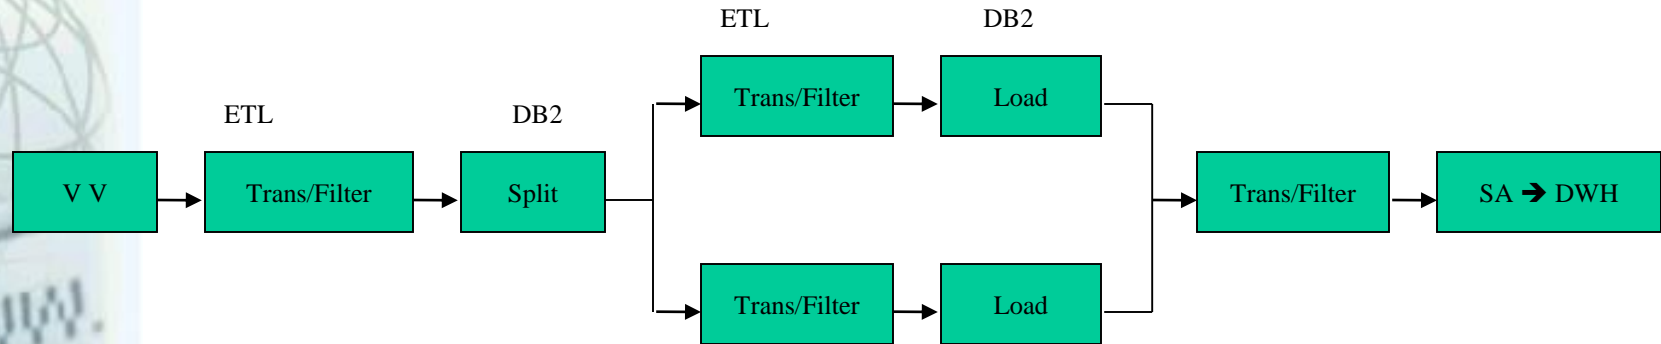 ETL
DB2
ETL
DB2
V V
Trans/Filter
Split
Trans/Filter
Load
Trans/Filter
Load
Trans/Filter
SA ➔ DWH